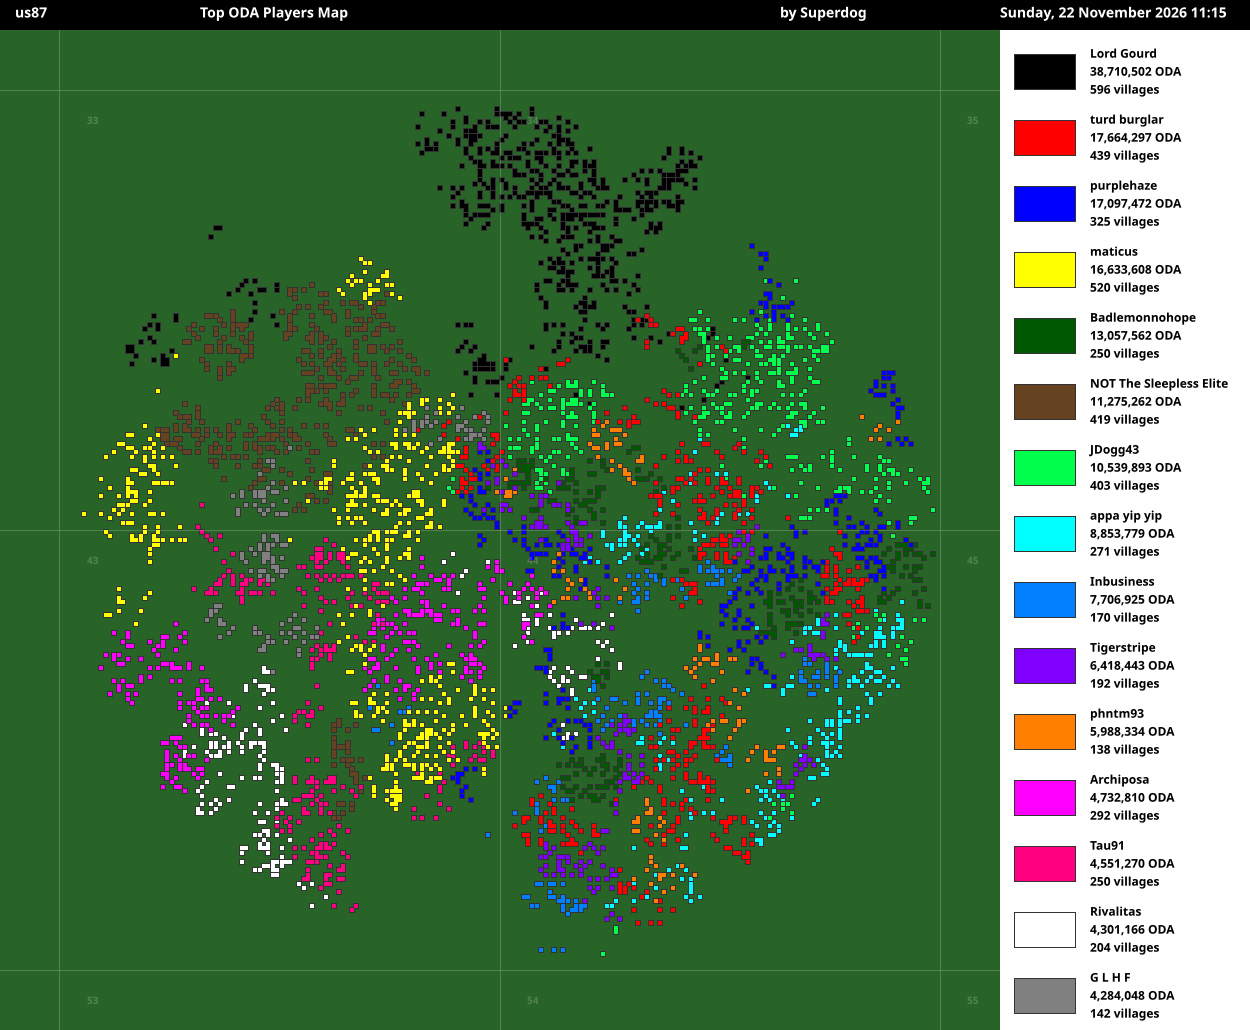 us87 Top ODA Players Map by Superdog Sunday, 22 November 2026 11:15
33 34 35
43 44 45
53 54 55
Lord Gourd
38,710,502 ODA
596 villages
turd burglar
17,664,297 ODA
439 villages
purplehaze
17,097,472 ODA
325 villages
maticus
16,633,608 ODA
520 villages
Badlemonnohope
13,057,562 ODA
250 villages
NOT The Sleepless Elite
11,275,262 ODA
419 villages
JDogg43
10,539,893 ODA
403 villages
appa yip yip
8,853,779 ODA
271 villages
Inbusiness
7,706,925 ODA
170 villages
Tigerstripe
6,418,443 ODA
192 villages
phntm93
5,988,334 ODA
138 villages
Archiposa
4,732,810 ODA
292 villages
Tau91
4,551,270 ODA
250 villages
Rivalitas
4,301,166 ODA
204 villages
G L H F
4,284,048 ODA
142 villages